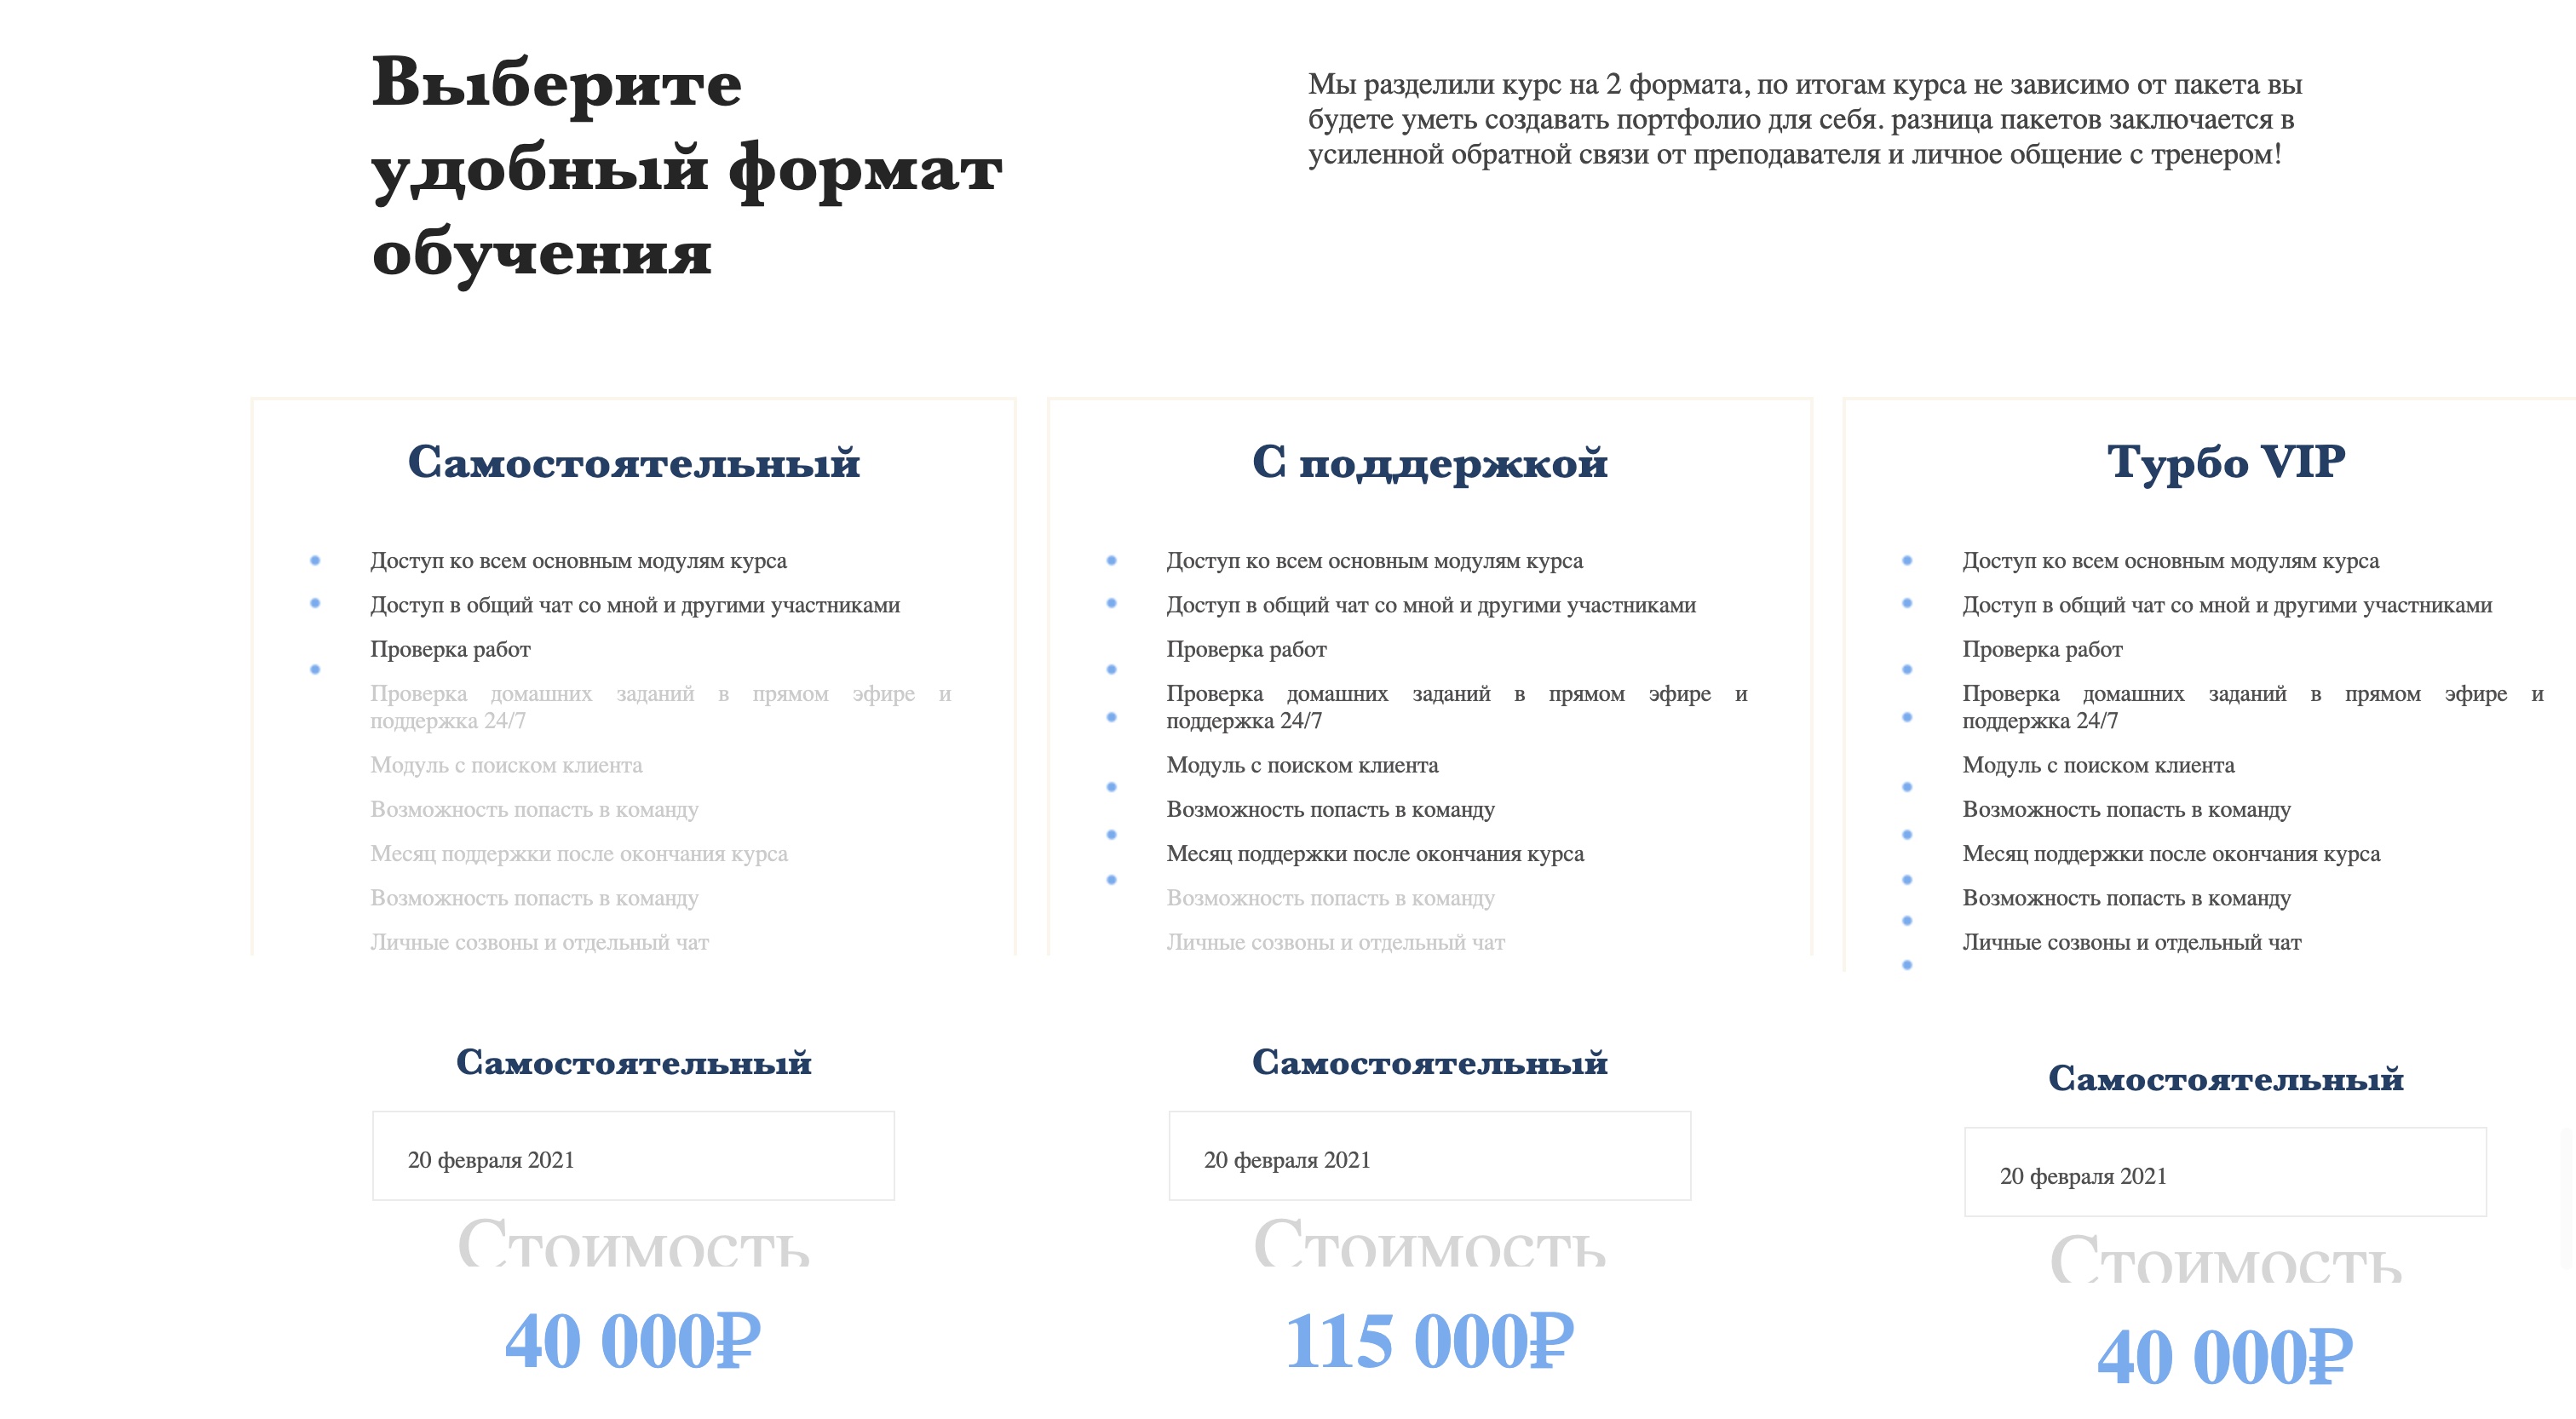 Выберите
удобный формат
обучения
Мы разделили курс на 2 формата, по итогам курса не зависимо от пакета вы
будете уметь создавать портфолио для себя. разница пакетов заключается в
усиленной обратной связи от преподавателя и личное общение с тренером!
Самостоятельный
Доступ ко всем основным модулям курса
Доступ в общий чат со мной и другими участниками
Проверка работ
Проверка домашних заданий в прямом эфире и
поддержка 24/7
Модуль с поиском клиента
Возможность попасть в команду
Месяц поддержки после окончания курса
Возможность попасть в команду
Личные созвоны и отдельный чат
Самостоятельный
20 февраля 2021
Стоимость
40 000₽
С поддержкой
Доступ ко всем основным модулям курса
Доступ в общий чат со мной и другими участниками
Проверка работ
Проверка домашних заданий в прямом эфире и
поддержка 24/7
Модуль с поиском клиента
Возможность попасть в команду
Месяц поддержки после окончания курса
Возможность попасть в команду
Личные созвоны и отдельный чат
Самостоятельный
20 февраля 2021
Стоимость
115 000₽
Турбо VIP
Доступ ко всем основным модулям курса
Доступ в общий чат со мной и другими участниками
Проверка работ
Проверка домашних заданий в прямом эфире и
поддержка 24/7
Модуль с поиском клиента
Возможность попасть в команду
Месяц поддержки после окончания курса
Возможность попасть в команду
Личные созвоны и отдельный чат
Самостоятельный
20 февраля 2021
Стоимость
40 000₽